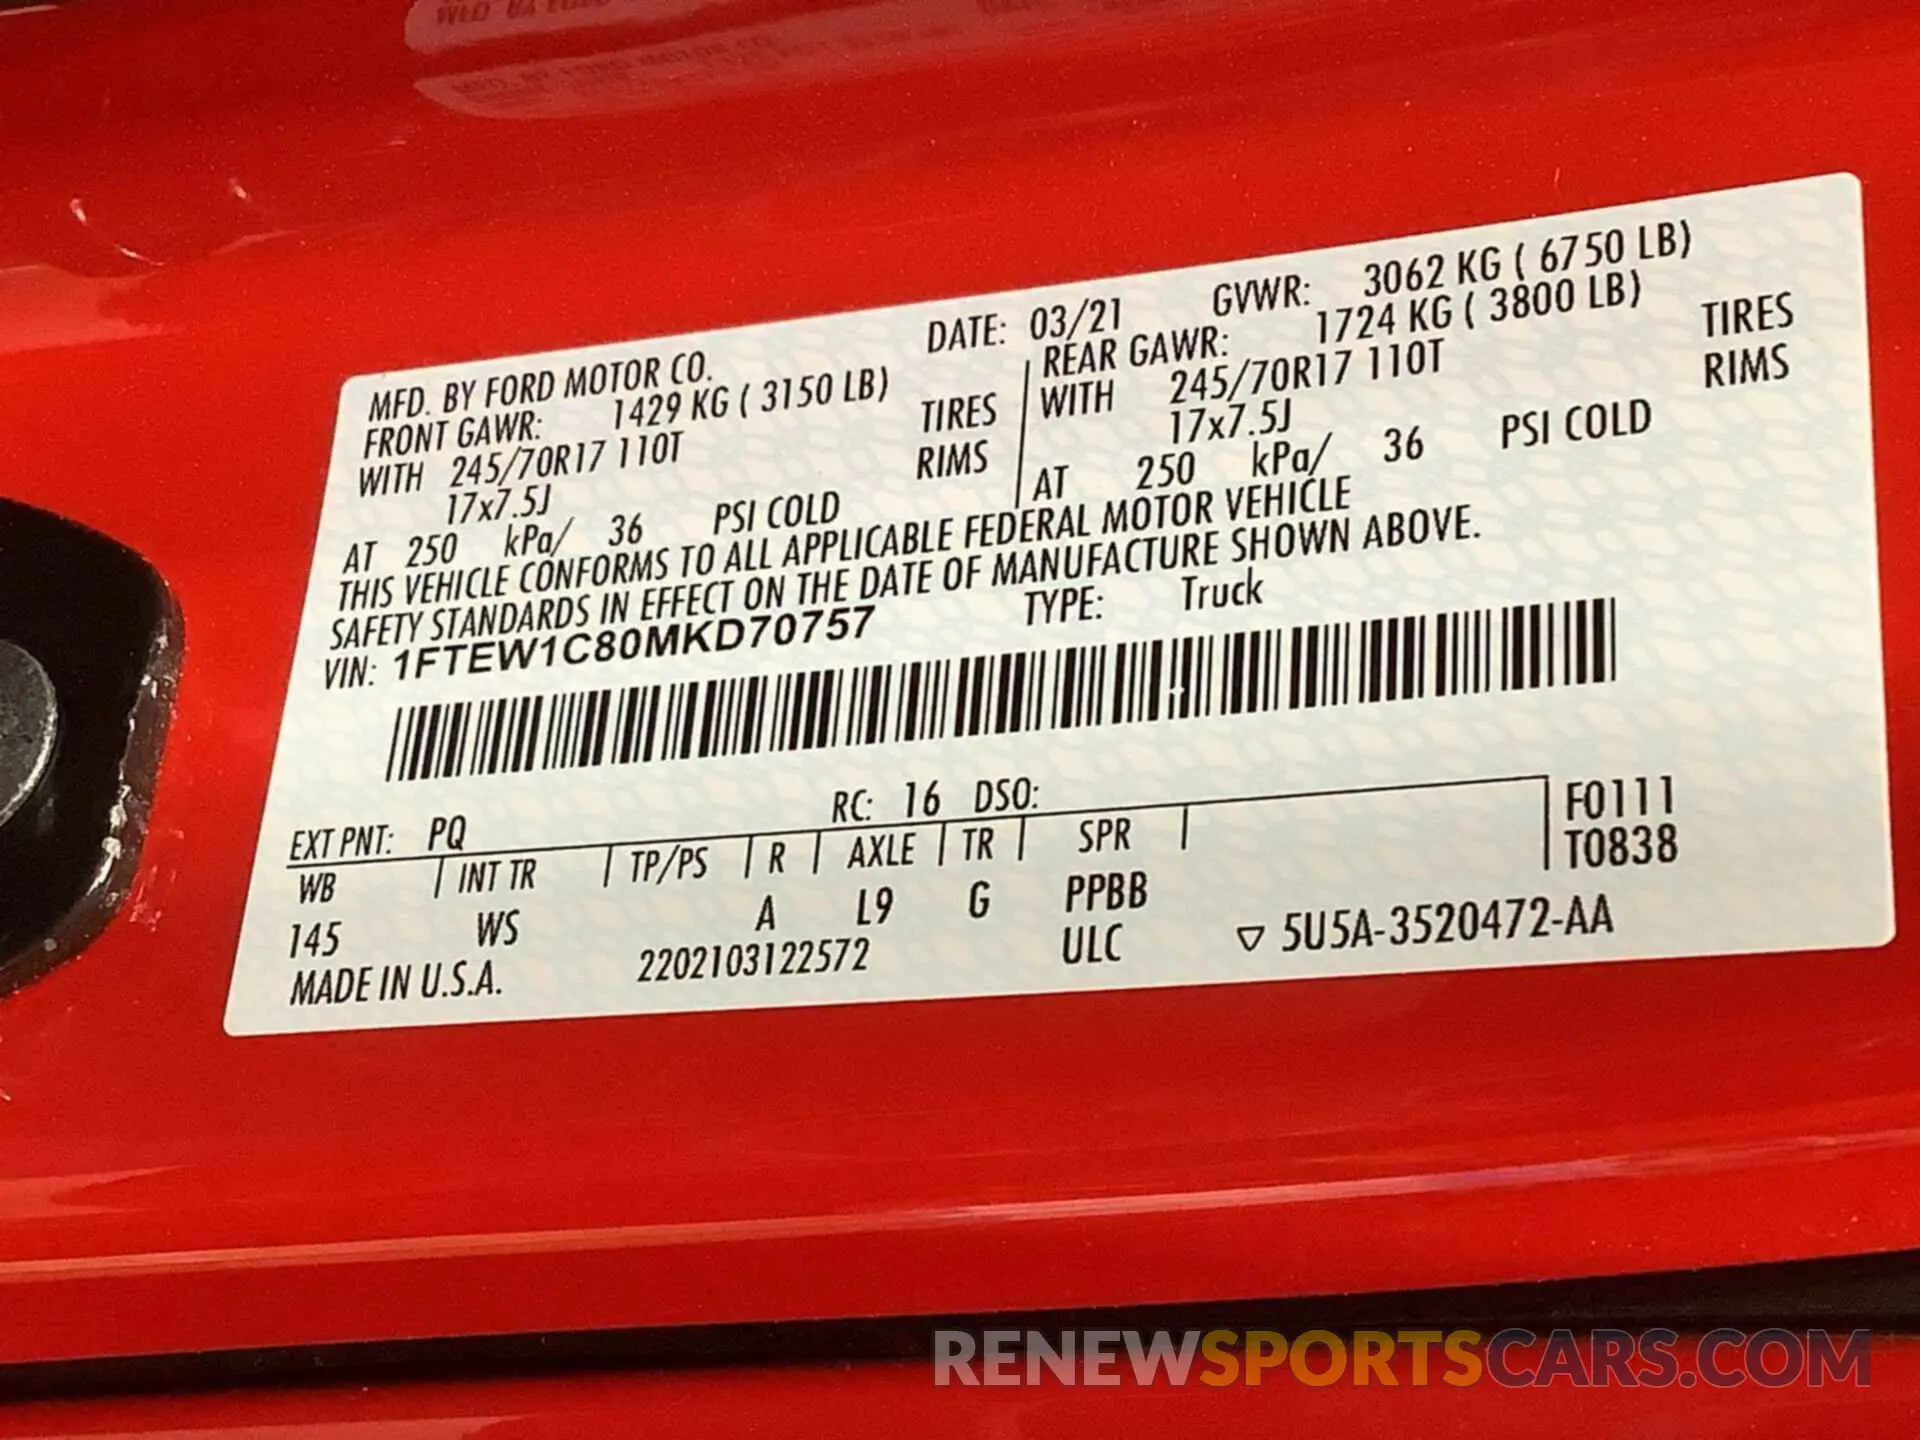 MFD. BY FORD MOTOR CO. DATE: 03/21 GVWR: 3062 KG ( 6750 LB)
FRONT GAWR: 1429 KG ( 3150 LB) REAR GAWR: 1724 KG ( 3800 LB)
WITH 245/70R17 110T TIRES WITH 245/70R17 110T TIRES
17x7.5J RIMS 17x7.5J RIMS
AT 250 kPa/ 36 PSI COLD AT 250 kPa/ 36 PSI COLD
THIS VEHICLE CONFORMS TO ALL APPLICABLE FEDERAL MOTOR VEHICLE
SAFETY STANDARDS IN EFFECT ON THE DATE OF MANUFACTURE SHOWN ABOVE.
VIN: 1FTEW1C80MKD70757 TYPE: Truck
EXT PNT: PQ RC: 16 DSO: F0111
WB INT TR TP/PS R AXLE TR SPR T0838
145 WS A L9 G PPBB
MADE IN U.S.A. 2202103122572 ULC ▽ 5U5A-3520472-AA
RENEWSPORTSCARS.COM